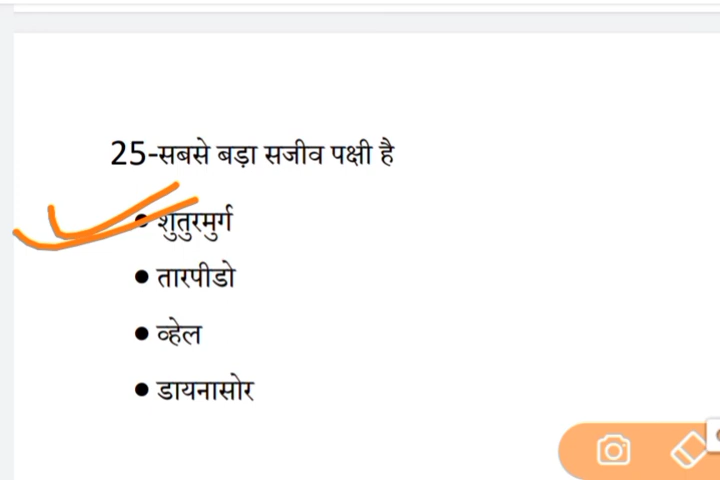 25-सबसे बड़ा सजीव पक्षी है
• शुतुरमुर्ग
• तारपीडो
• व्हेल
• डायनासोर